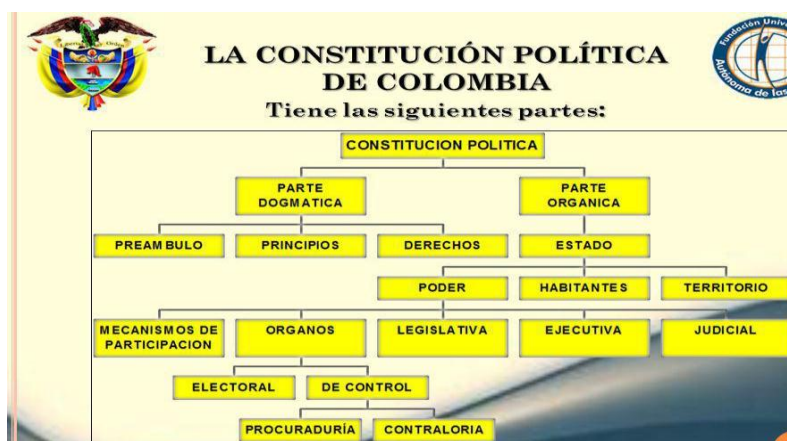 LA CONSTITUCIÓN POLÍTICA
DE COLOMBIA
Tiene las siguientes partes:
CONSTITUCION POLITICA
PARTE
DOGMATICA
PARTE
ORGANICA
PREAMBULO
PRINCIPIOS
DERECHOS
ESTADO
PODER
HABITANTES
TERRITORIO
MECANISMOS DE
PARTICIPACION
ORGANOS
LEGISLATIVA
EJECUTIVA
JUDICIAL
ELECTORAL
DE CONTROL
PROCURADURÍA
CONTRALORIA